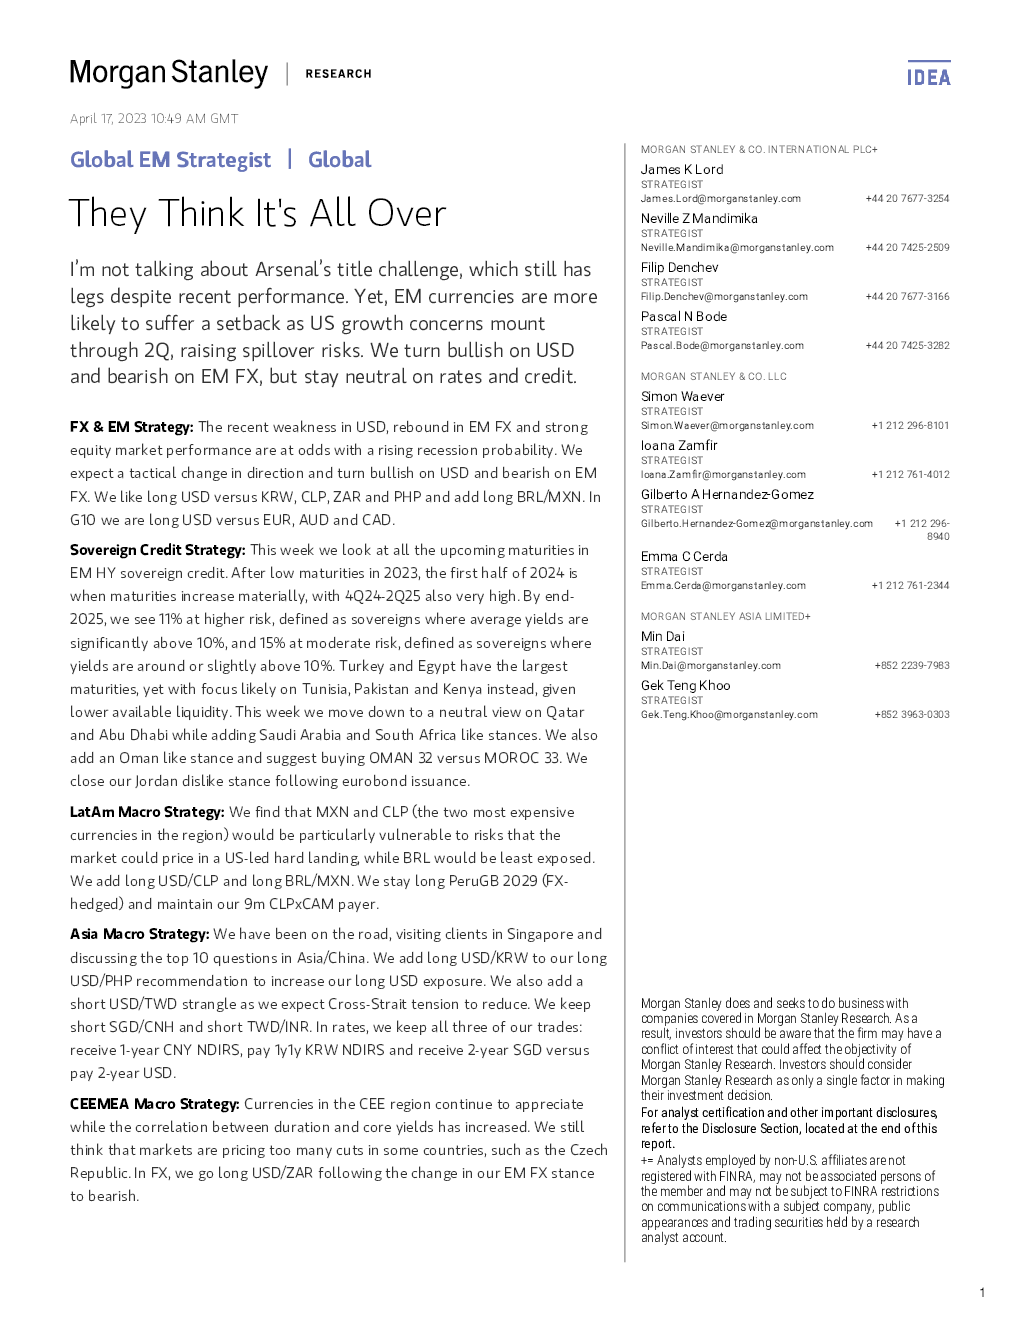 Morgan Stanley | RESEARCH
IDEA
April 17, 2023 10:49 AM GMT
Global EM Strategist | Global
They Think It's All Over
I’m not talking about Arsenal’s title challenge, which still has
legs despite recent performance. Yet, EM currencies are more
likely to suffer a setback as US growth concerns mount
through 2Q, raising spillover risks. We turn bullish on USD
and bearish on EM FX, but stay neutral on rates and credit.
FX & EM Strategy: The recent weakness in USD, rebound in EM FX and strong
equity market performance are at odds with a rising recession probability. We
expect a tactical change in direction and turn bullish on USD and bearish on EM
FX. We like long USD versus KRW, CLP, ZAR and PHP and add long BRL/MXN. In
G10 we are long USD versus EUR, AUD and CAD.
Sovereign Credit Strategy: This week we look at all the upcoming maturities in
EM HY sovereign credit. After low maturities in 2023, the first half of 2024 is
when maturities increase materially, with 4Q24-2Q25 also very high. By end-
2025, we see 11% at higher risk, defined as sovereigns where average yields are
significantly above 10%, and 15% at moderate risk, defined as sovereigns where
yields are around or slightly above 10%. Turkey and Egypt have the largest
maturities, yet with focus likely on Tunisia, Pakistan and Kenya instead, given
lower available liquidity. This week we move down to a neutral view on Qatar
and Abu Dhabi while adding Saudi Arabia and South Africa like stances. We also
add an Oman like stance and suggest buying OMAN 32 versus MOROC 33. We
close our Jordan dislike stance following eurobond issuance.
LatAm Macro Strategy: We find that MXN and CLP (the two most expensive
currencies in the region) would be particularly vulnerable to risks that the
market could price in a US-led hard landing, while BRL would be least exposed.
We add long USD/CLP and long BRL/MXN. We stay long PeruGB 2029 (FX-
hedged) and maintain our 9m CLPxCAM payer.
Asia Macro Strategy: We have been on the road, visiting clients in Singapore and
discussing the top 10 questions in Asia/China. We add long USD/KRW to our long
USD/PHP recommendation to increase our long USD exposure. We also add a
short USD/TWD strangle as we expect Cross-Strait tension to reduce. We keep
short SGD/CNH and short TWD/INR. In rates, we keep all three of our trades:
receive 1-year CNY NDIRS, pay 1y1y KRW NDIRS and receive 2-year SGD versus
pay 2-year USD.
CEEMEA Macro Strategy: Currencies in the CEE region continue to appreciate
while the correlation between duration and core yields has increased. We still
think that markets are pricing too many cuts in some countries, such as the Czech
Republic. In FX, we go long USD/ZAR following the change in our EM FX stance
to bearish.
MORGAN STANLEY & CO. INTERNATIONAL PLC+
James K Lord
STRATEGIST
James.Lord@morganstanley.com +44 20 7677-3254
Neville Z Mandimika
STRATEGIST
Neville.Mandimika@morganstanley.com +44 20 7425-2509
Filip Denchev
STRATEGIST
Filip.Denchev@morganstanley.com +44 20 7677-3166
Pascal N Bode
STRATEGIST
Pascal.Bode@morganstanley.com +44 20 7425-3282
MORGAN STANLEY & CO. LLC
Simon Waever
STRATEGIST
Simon.Waever@morganstanley.com +1 212 296-8101
Ioana Zamfir
STRATEGIST
Ioana.Zamfir@morganstanley.com +1 212 761-4012
Gilberto A Hernandez-Gomez
STRATEGIST
Gilberto.Hernandez-Gomez@morganstanley.com +1 212 296-
8940
Emma C Cerda
STRATEGIST
Emma.Cerda@morganstanley.com +1 212 761-2344
MORGAN STANLEY ASIA LIMITED+
Min Dai
STRATEGIST
Min.Dai@morganstanley.com +852 2239-7983
Gek Teng Khoo
STRATEGIST
Gek.Teng.Khoo@morganstanley.com +852 3963-0303
Morgan Stanley does and seeks to do business with
companies covered in Morgan Stanley Research. As a
result, investors should be aware that the firm may have a
conflict of interest that could affect the objectivity of
Morgan Stanley Research. Investors should consider
Morgan Stanley Research as only a single factor in making
their investment decision.
For analyst certification and other important disclosures,
refer to the Disclosure Section, located at the end of this
report.
+= Analysts employed by non-U.S. affiliates are not
registered with FINRA, may not be associated persons of
the member and may not be subject to FINRA restrictions
on communications with a subject company, public
appearances and trading securities held by a research
analyst account.
1